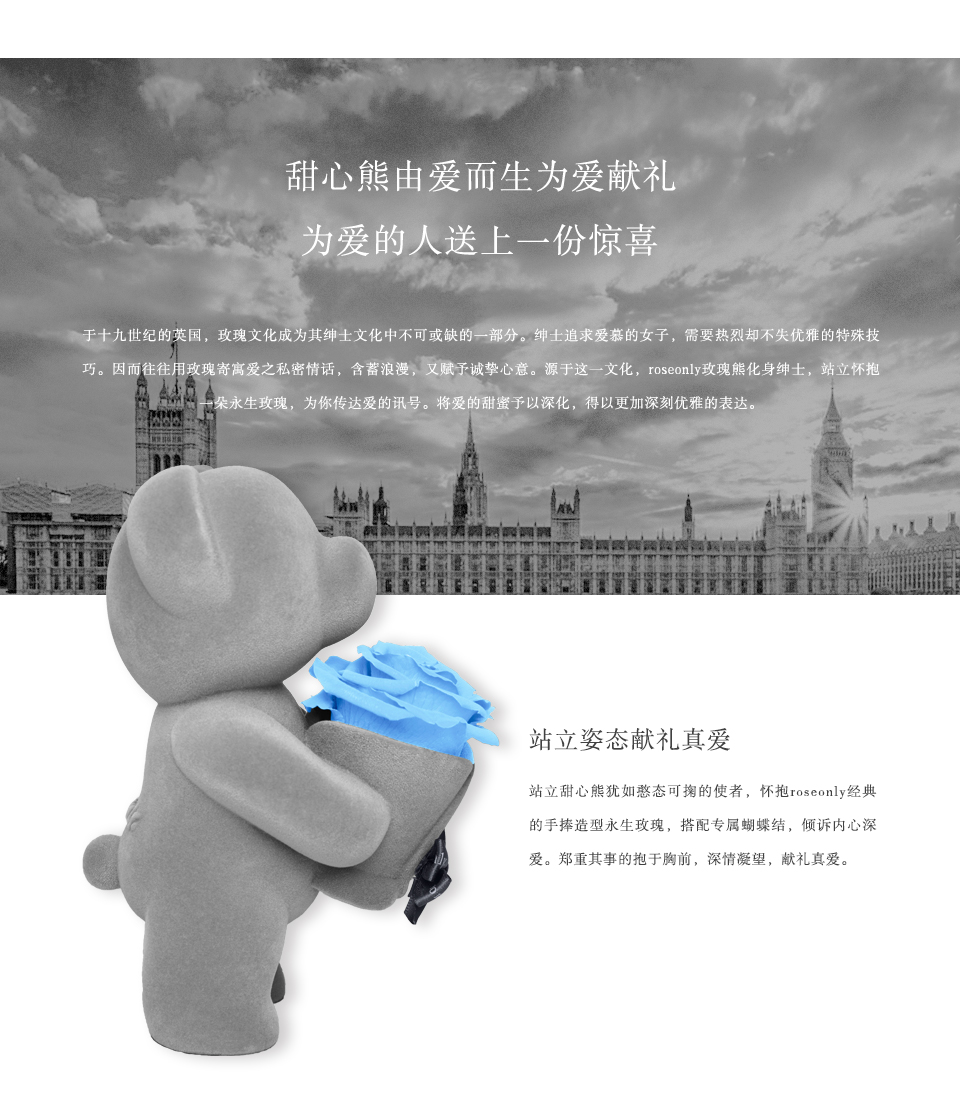 甜心熊由爱而生为爱献礼
为爱的人送上一份惊喜
于十九世纪的英国，玫瑰文化成为其绅士文化中不可或缺的一部分。绅士追求爱慕的女子，需要热烈却不失优雅的特殊技
巧。因而往往用玫瑰寄寓爱之私密情话，含蓄浪漫，又赋予诚挚心意。源于这一文化，roseonly玫瑰熊化身绅士，站立怀抱
一朵永生玫瑰，为你传达爱的讯号。将爱的甜蜜予以深化，得以更加深刻优雅的表达。
站立姿态献礼真爱
站立甜心熊犹如憨态可掬的使者，怀抱roseonly经典
的手捧造型永生玫瑰，搭配专属蝴蝶结，倾诉内心深
爱。郑重其事的抱于胸前，深情凝望，献礼真爱。